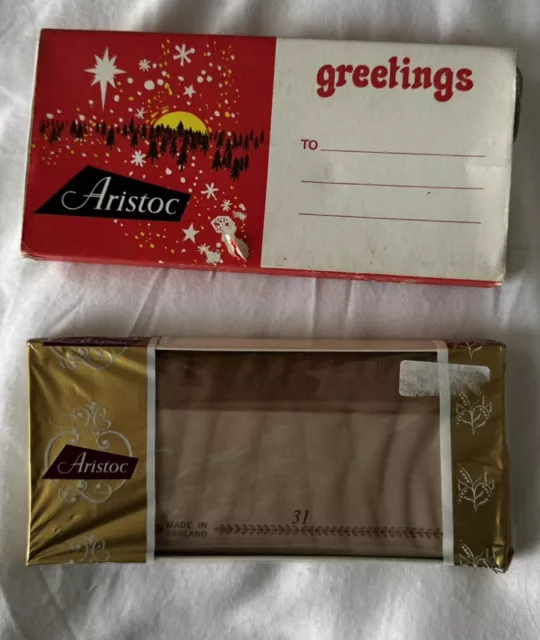 greetings
TO
Aristoc
Aristoc
31
MADE IN
ENGLAND